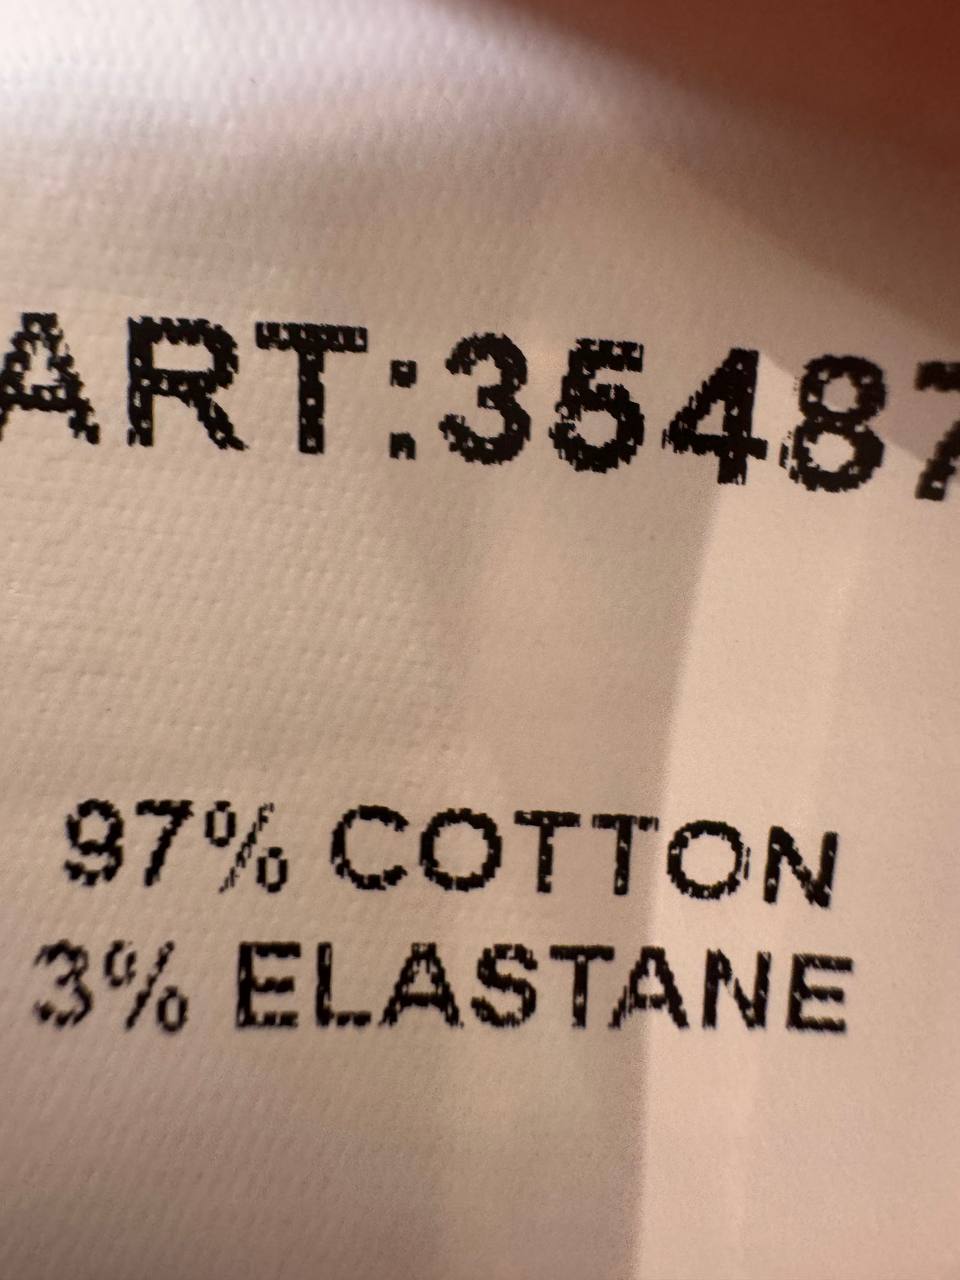 ART:35487
97% COTTON
3% ELASTANE